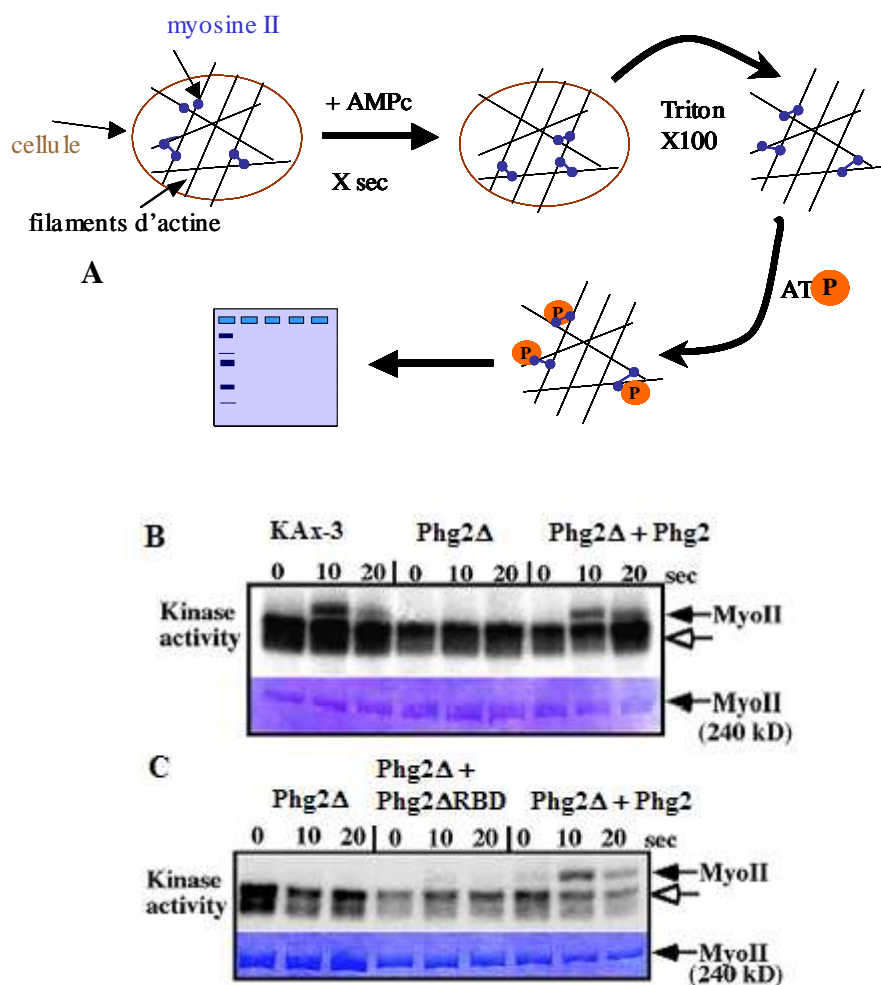 myosine II
cellule
filaments d'actine
+ AMPc
X sec
Triton
X100
ATP
A
P
P
P
B
KAx-3 Phg2Δ Phg2Δ + Phg2
0 10 20 0 10 20 0 20 sec
Kinase
activity
MyoII
MyoII
(240 kD)
C
Phg2Δ +
Phg2Δ Phg2ΔRBD Phg2Δ + Phg2
0 10 20 0 10 20 0 10 20 sec
Kinase
activity
MyoII
MyoII
(240 kD)